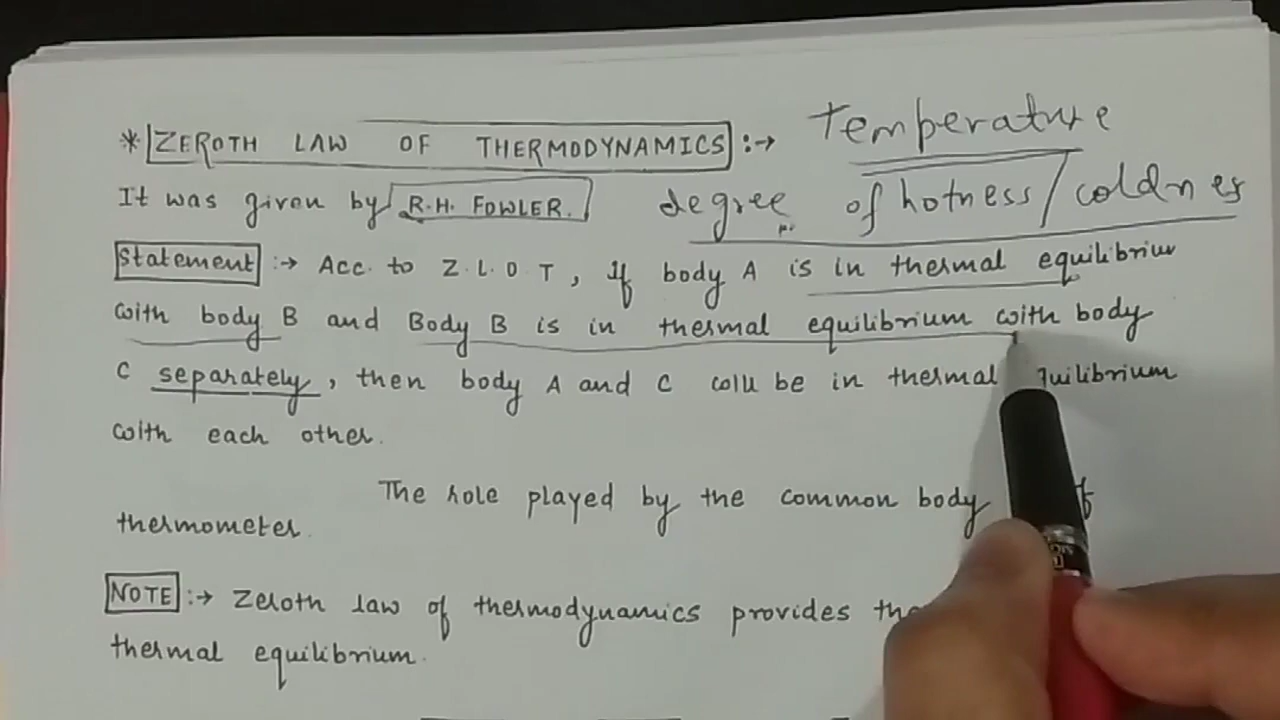 * ZEROTH LAW OF THERMODYNAMICS :→ Temperature
It was given by R.H. FOWLER. degree of hotness/coldness
Statement :→ Acc. to Z.L.O T, If body A is in thermal equilibrium
with body B and Body B is in thermal equilibrium with body
C separately, then body A and C will be in thermal quilibrium
with each other.
The role played by the common body
thermometer.
NOTE :→ Zeroth law of thermodynamics provides
thermal equilibrium.